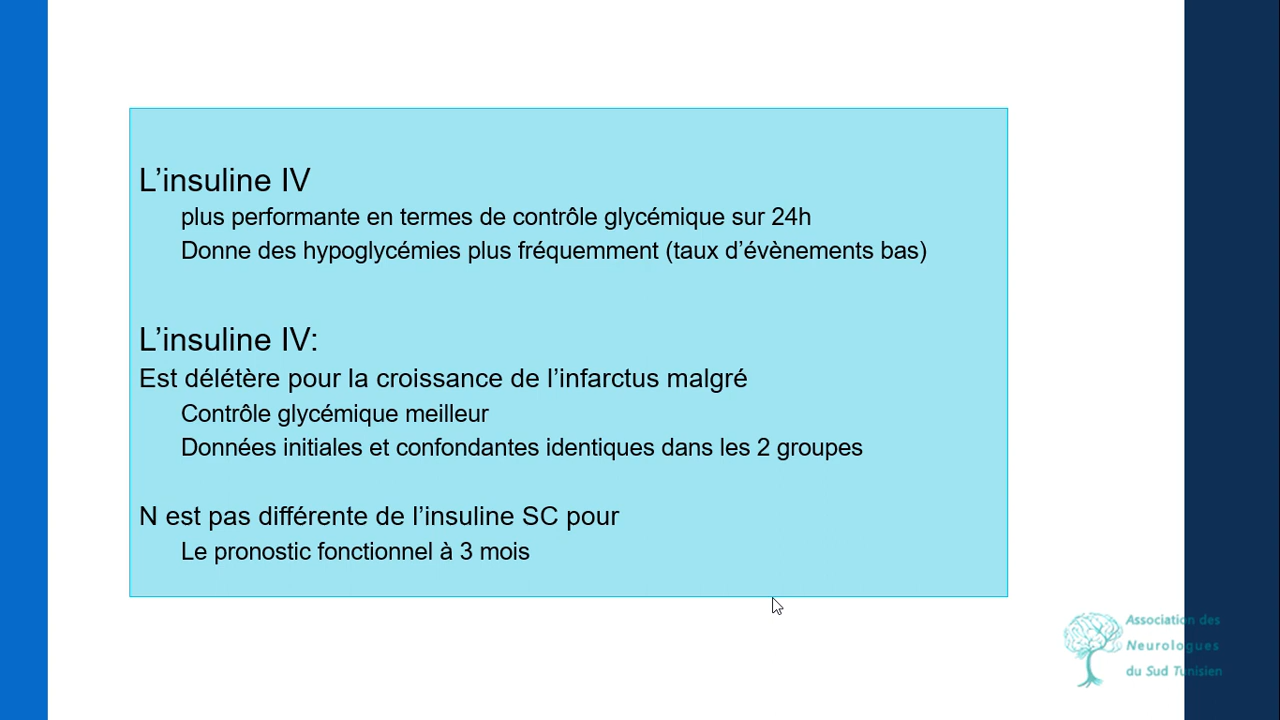 L’insuline IV
plus performante en termes de contrôle glycémique sur 24h
Donne des hypoglycémies plus fréquemment (taux d’évènements bas)
L’insuline IV:
Est délétère pour la croissance de l’infarctus malgré
Contrôle glycémique meilleur
Données initiales et confondantes identiques dans les 2 groupes
N est pas différente de l’insuline SC pour
Le pronostic fonctionnel à 3 mois
Association des
Neurologues
du Sud Tunisien